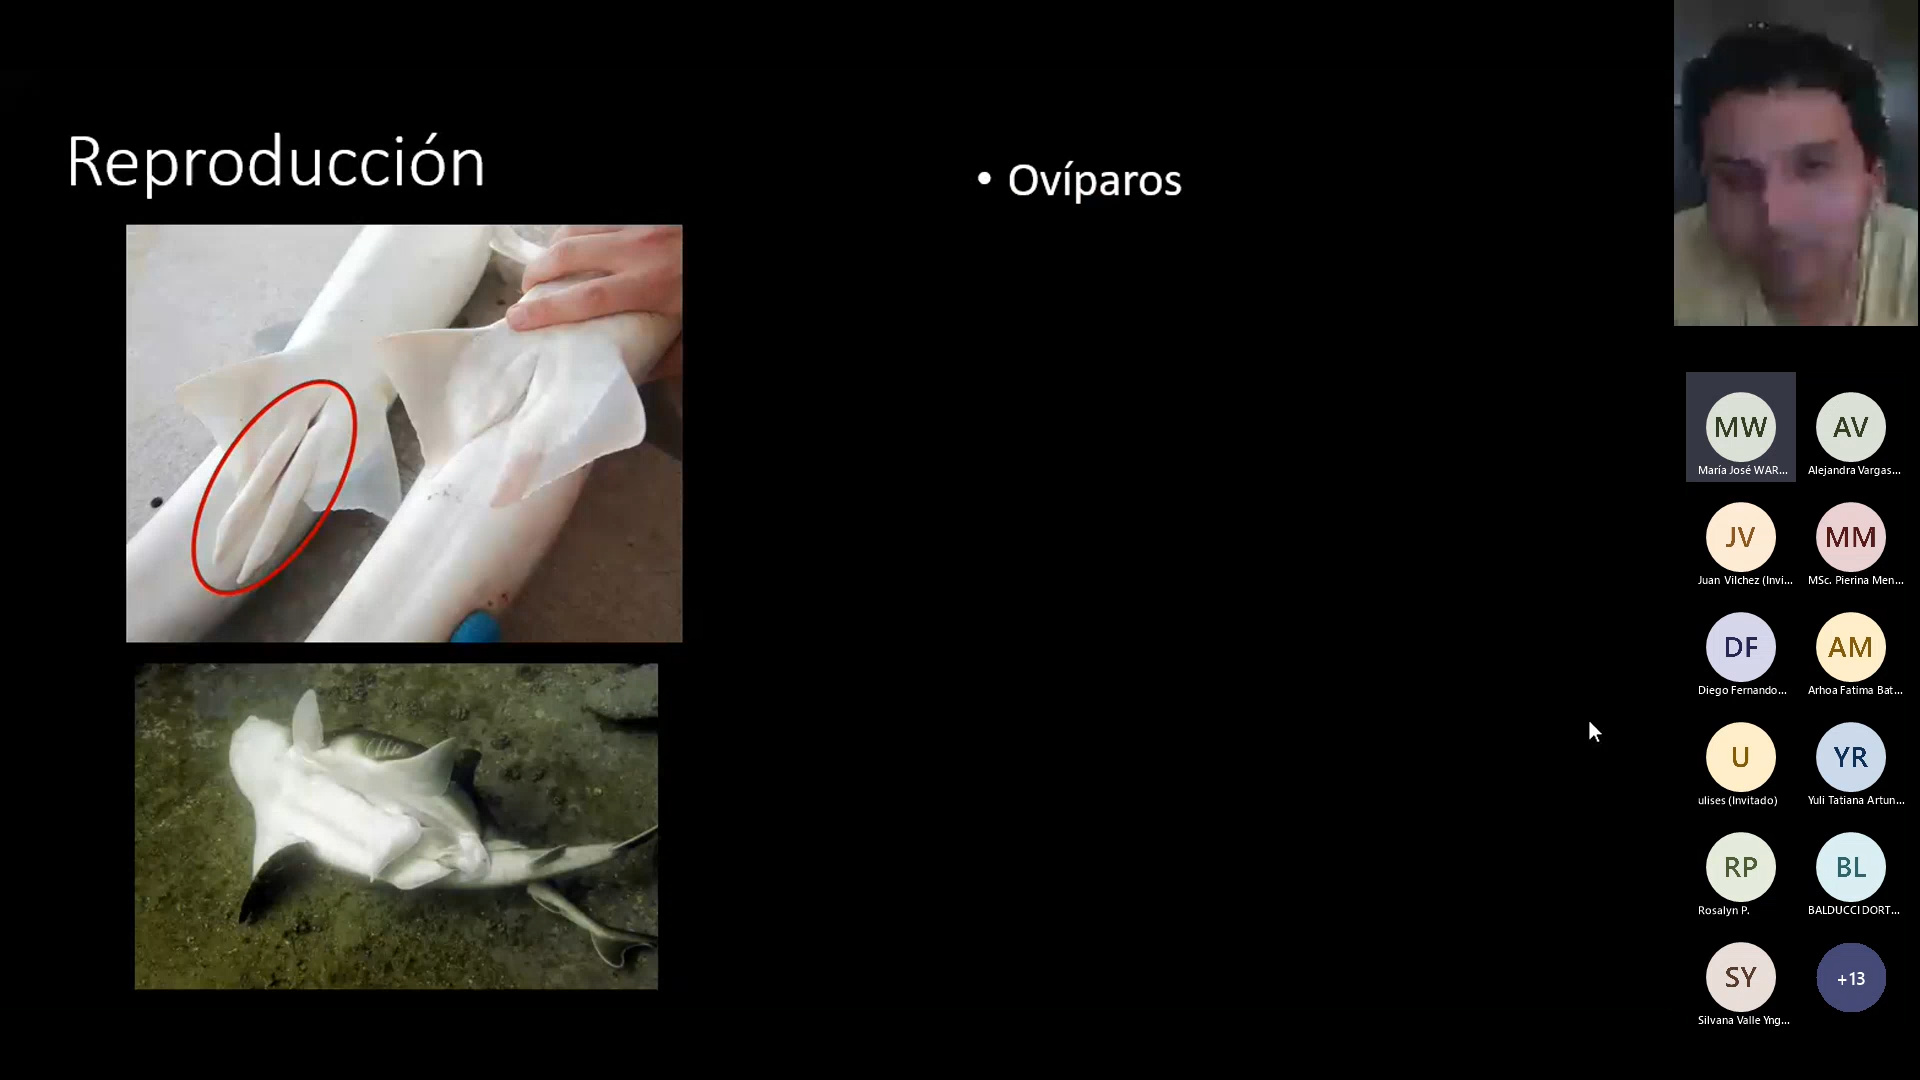 Reproducción
• Ovíparos
MW
María José WAR...
AV
Alejandra Vargas...
JV
Juan Vilchez (Invi...
MM
MSc. Pierina Men...
DF
Diego Fernando...
AM
Arhoa Fatima Bat...
U
ulises (Invitado)
YR
Yuli Tatiana Artun...
RP
Rosalyn P.
BL
BALDUCCI DORT...
SY
Silvana Valle Yng...
+13